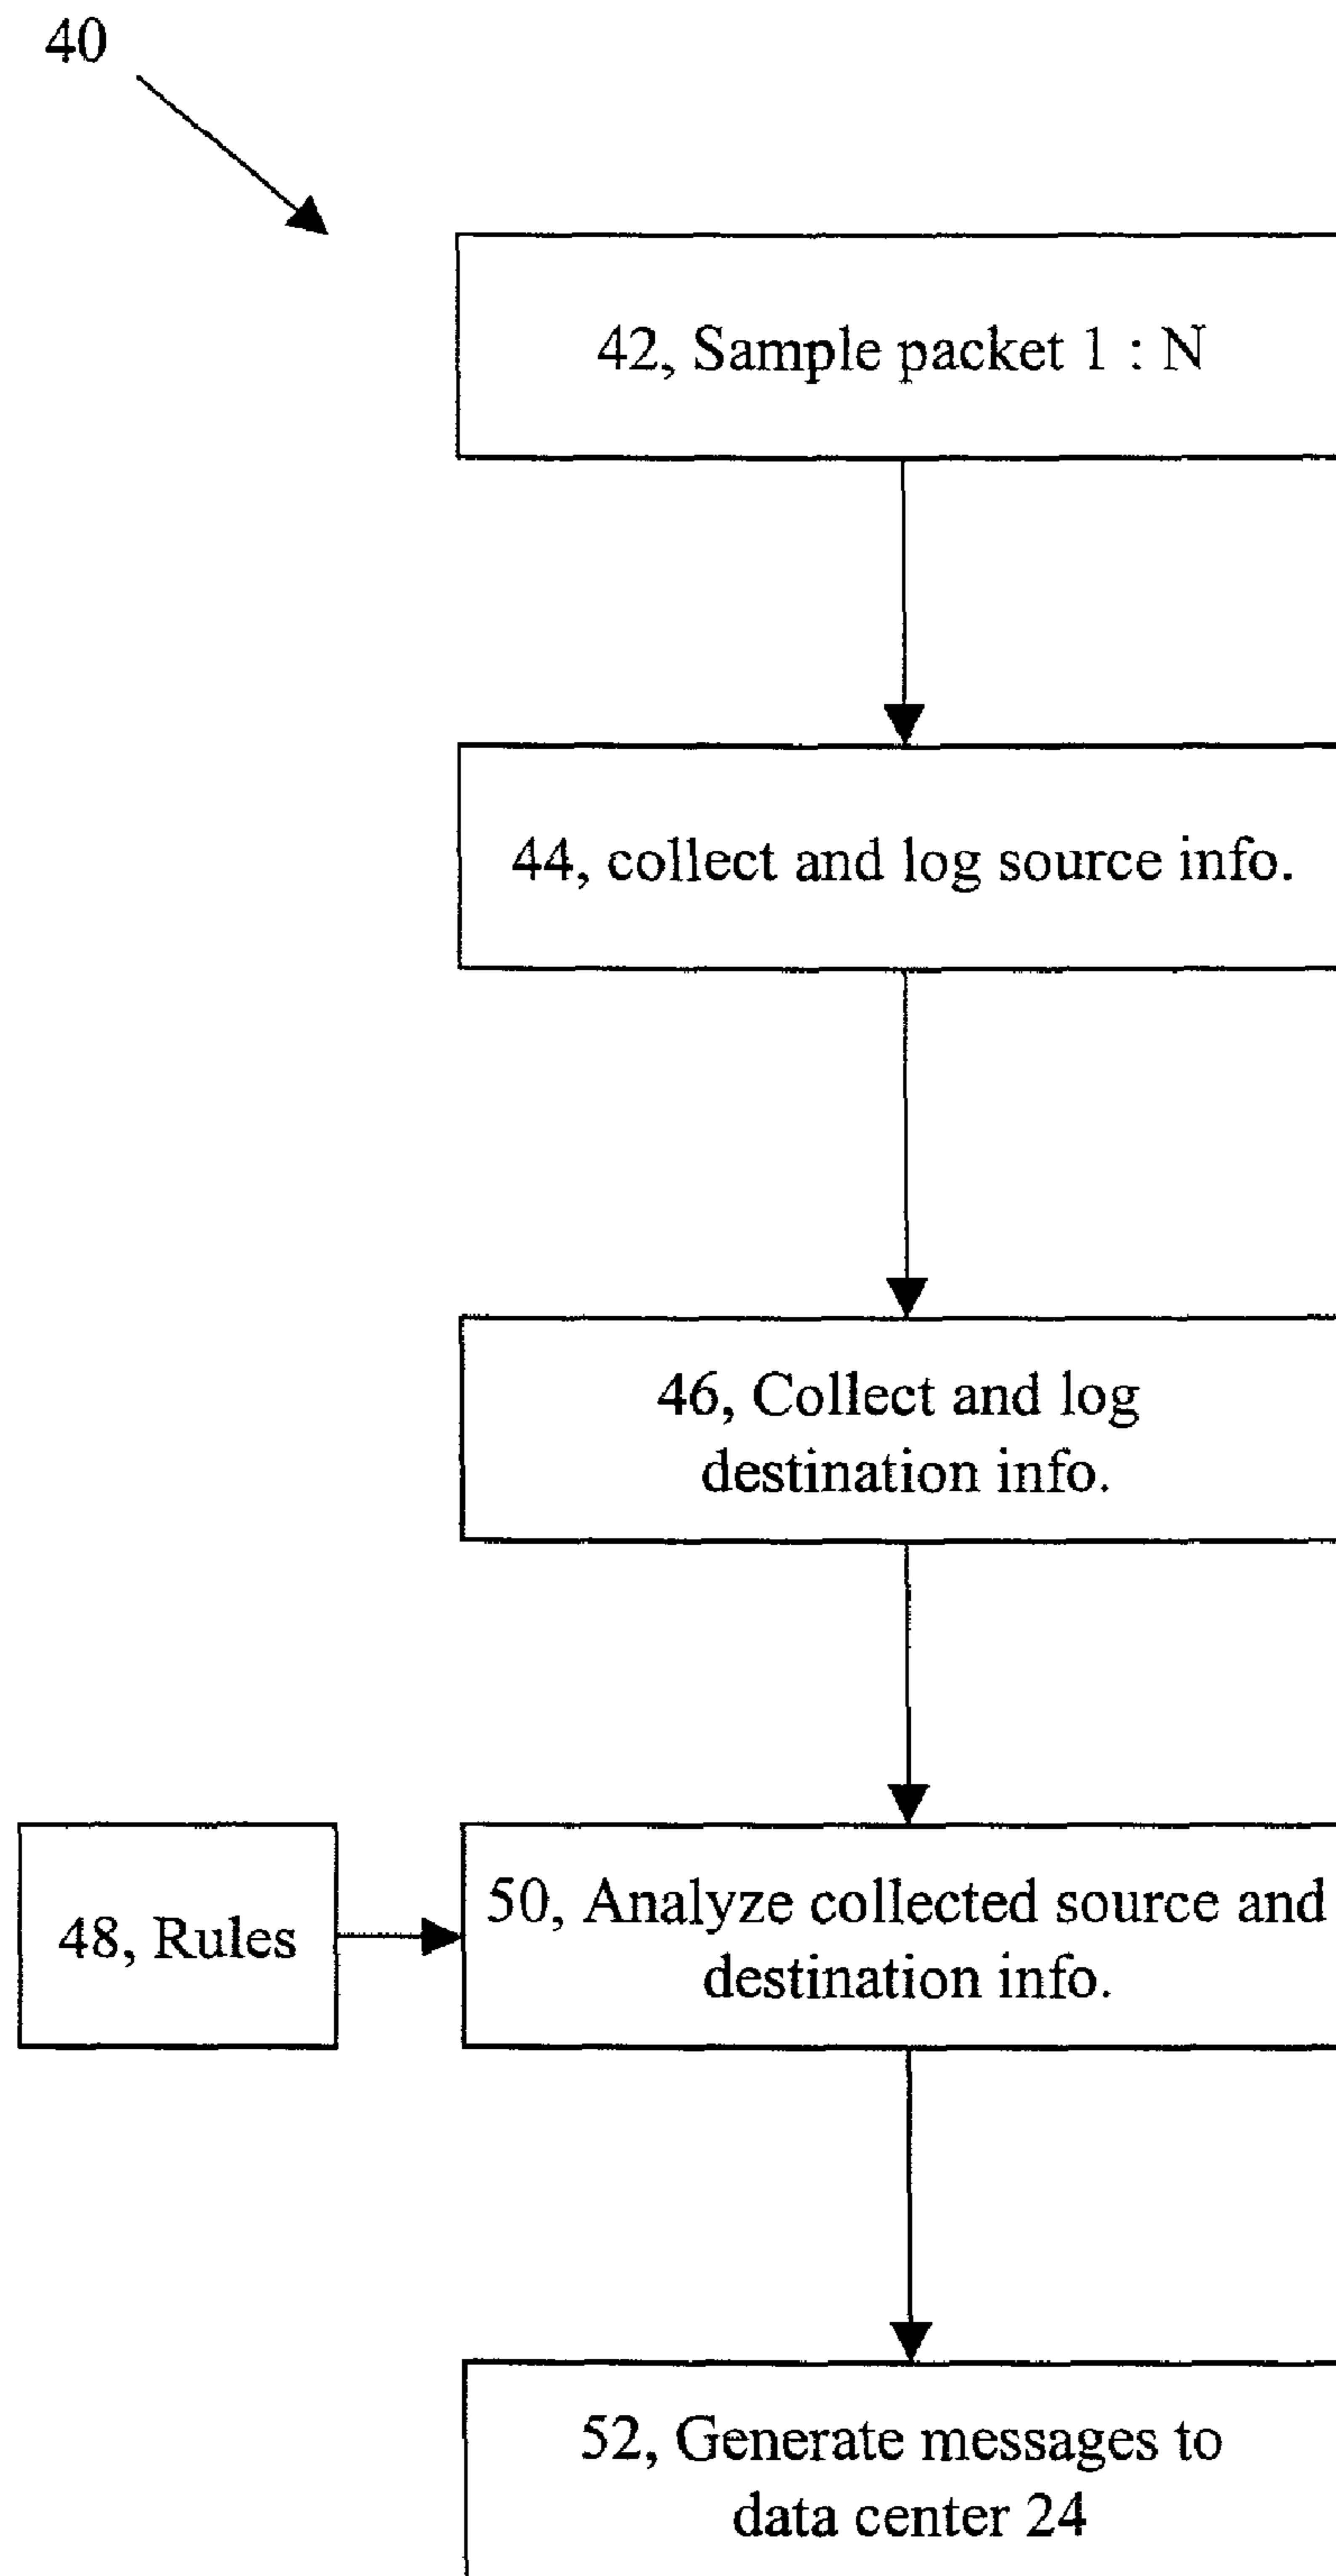 40
42, Sample packet 1 : N
44, collect and log source info.
46, Collect and log
destination info.
48, Rules
50, Analyze collected source and
destination info.
52, Generate messages to
data center 24